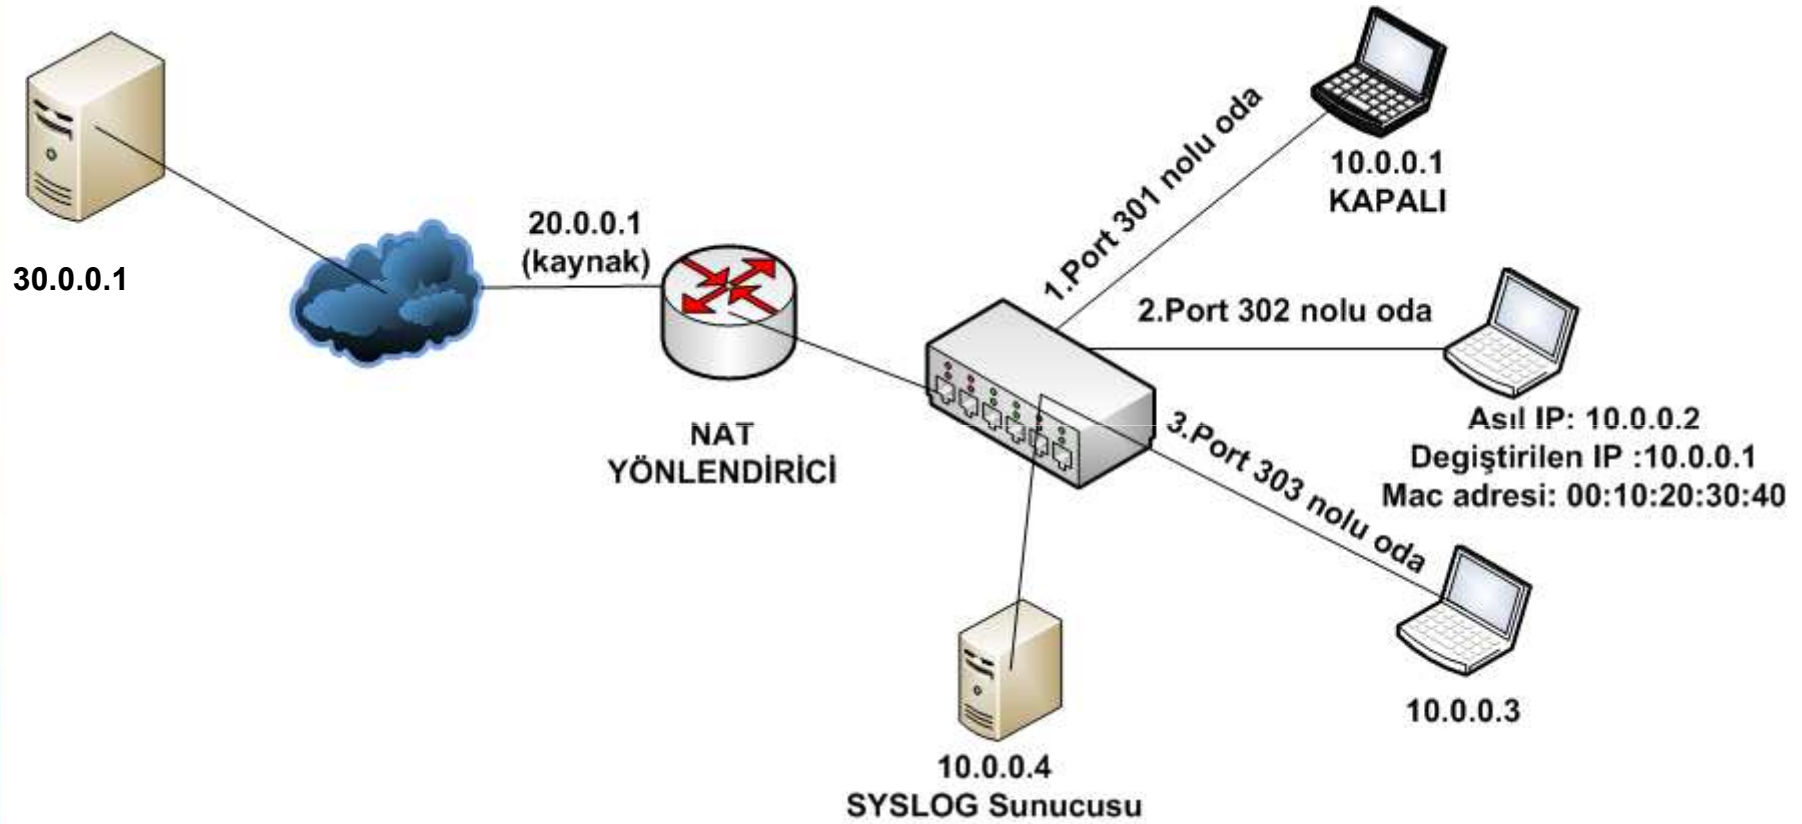 30.0.0.1
20.0.0.1
(kaynak)
NAT
YÖNLENDİRİCİ
1.Port 301 nolu oda
10.0.0.1
KAPALI
2.Port 302 nolu oda
Asıl IP: 10.0.0.2
Degiştirilen IP :10.0.0.1
Mac adresi: 00:10:20:30:40
3.Port 303 nolu oda
10.0.0.3
10.0.0.4
SYSLOG Sunucusu